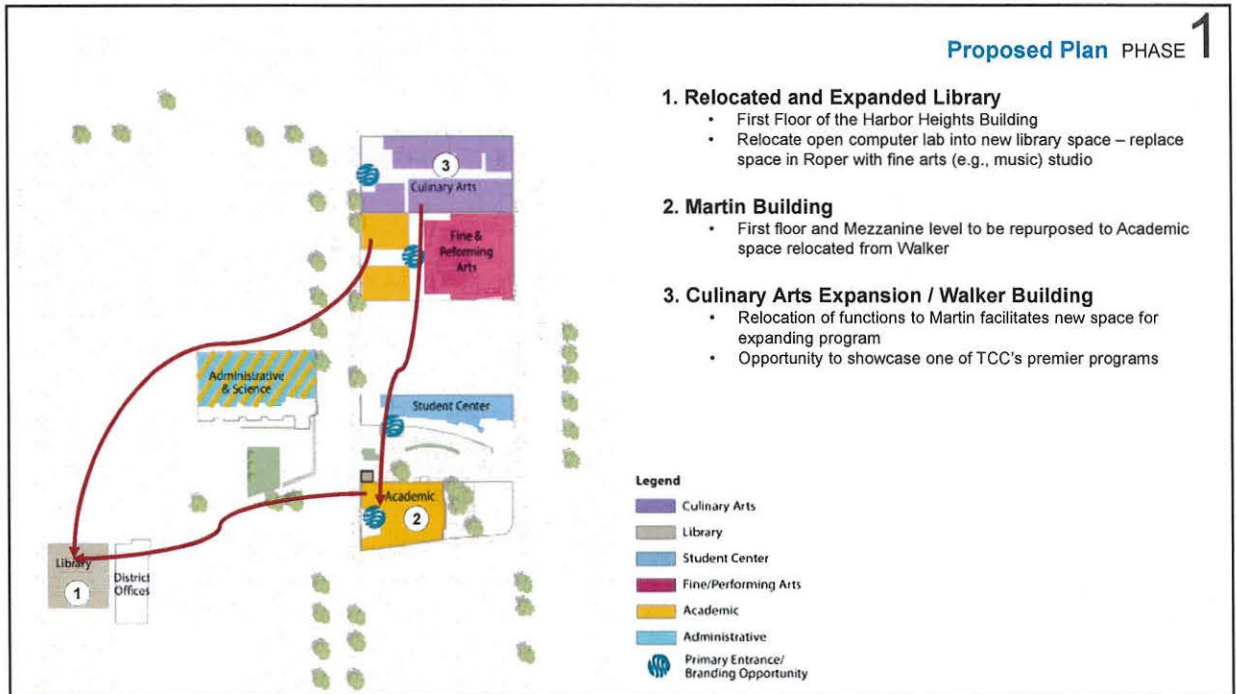 Proposed Plan PHASE 1
1. Relocated and Expanded Library
• First Floor of the Harbor Heights Building
• Relocate open computer lab into new library space – replace
space in Roper with fine arts (e.g., music) studio
2. Martin Building
• First floor and Mezzanine level to be repurposed to Academic
space relocated from Walker
3. Culinary Arts Expansion / Walker Building
• Relocation of functions to Martin facilitates new space for
expanding program
• Opportunity to showcase one of TCC's premier programs
3
Culinary Arts
Fine &
Reforming
Arts
Administrative
& Science
Student Center
Academic
2
Library
1
District
Offices
Legend
Culinary Arts
Library
Student Center
Fine/Performing Arts
Academic
Administrative
Primary Entrance/
Branding Opportunity